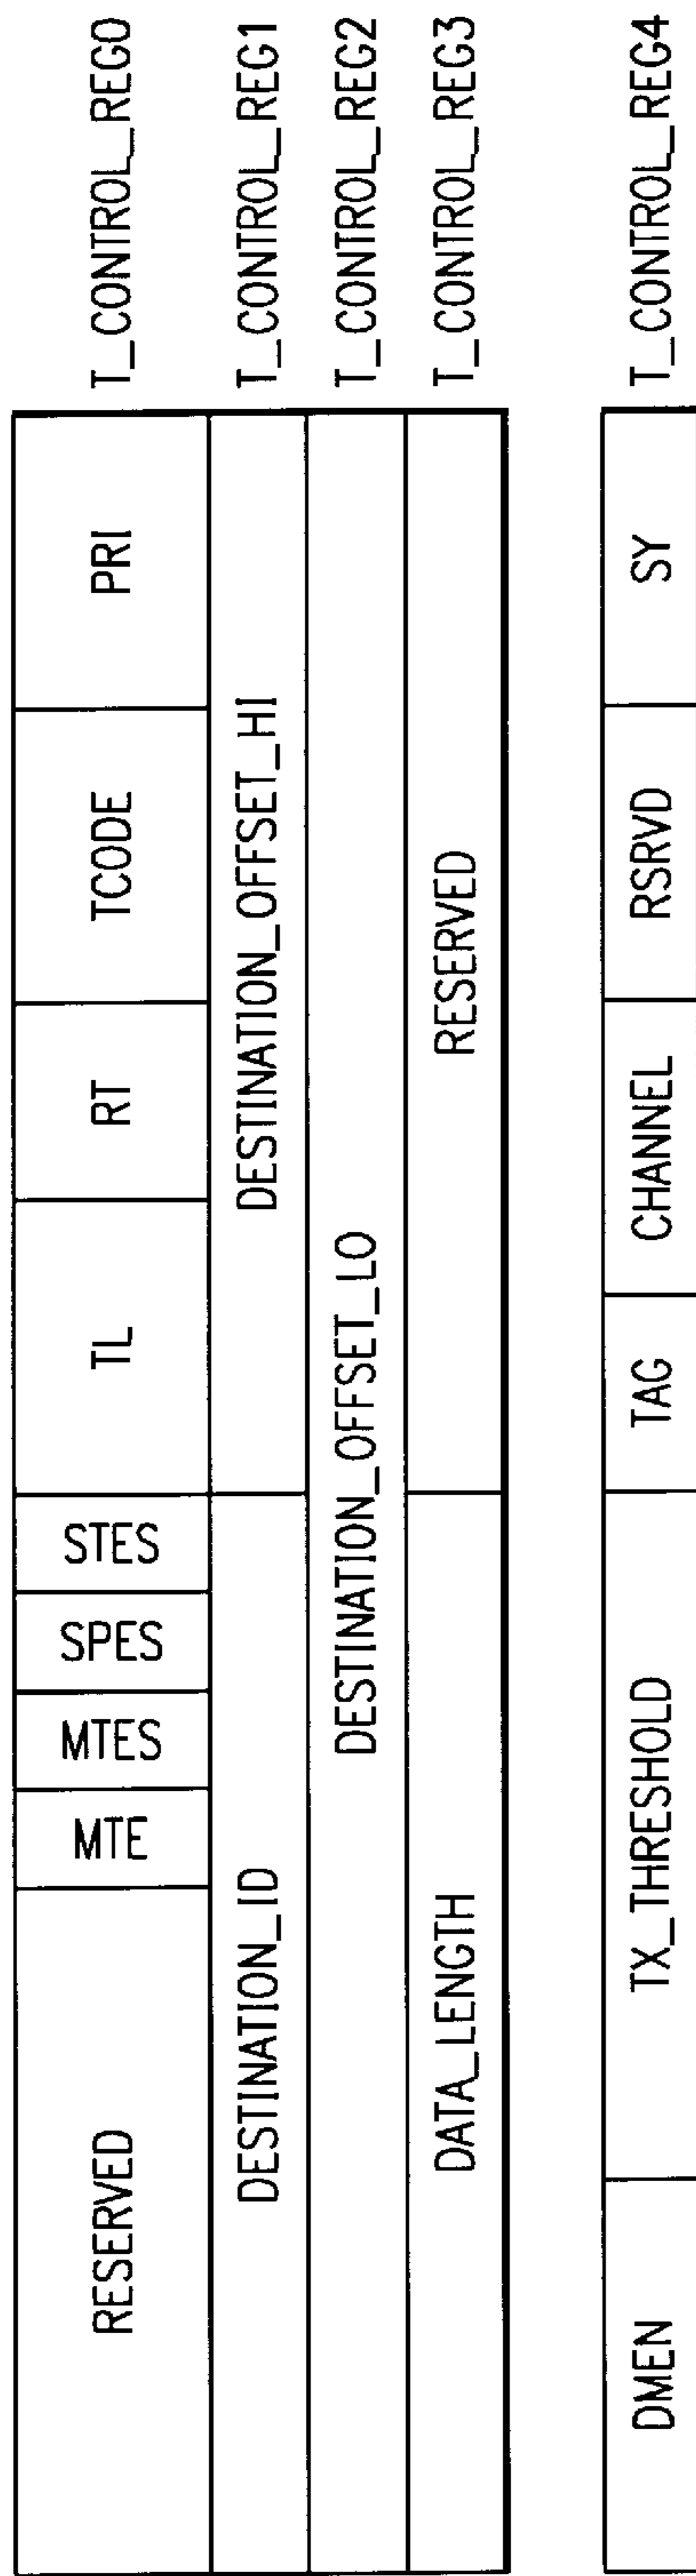 RESERVED MTE MTES SPES STES TL RT TCODE PRI T_CONTROL_REG0
DESTINATION_ID DESTINATION_OFFSET_HI T_CONTROL_REG1
DESTINATION_OFFSET_LO T_CONTROL_REG2
DATA_LENGTH RESERVED T_CONTROL_REG3
DMEN TX_THRESHOLD TAG CHANNEL RSRVD SY T_CONTROL_REG4